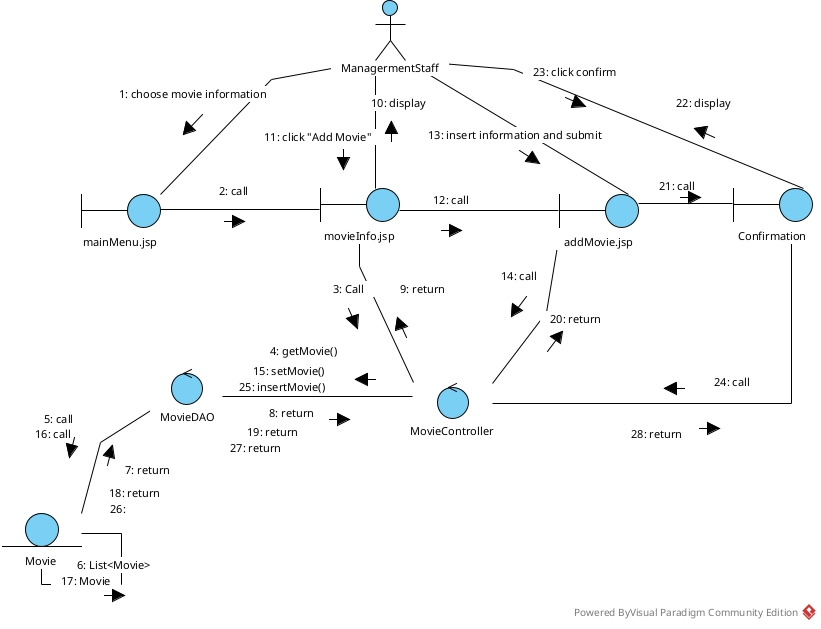 ManagermentStaff
23: click confirm
1: choose movie information
10: display
22: display
11: click "Add Movie"
13: insert information and submit
2: call
12: call
21: call
mainMenu.jsp
movieInfo.jsp
addMovie.jsp
Confirmation
3: Call
9: return
14: call
20: return
4: getMovie()
15: setMovie()
25: insertMovie()
24: call
MovieDAO
8: return
19: return
27: return
MovieController
28: return
5: call
16: call
7: return
18: return
26:
Movie
6: List<Movie>
17: Movie
Powered ByVisual Paradigm Community Edition